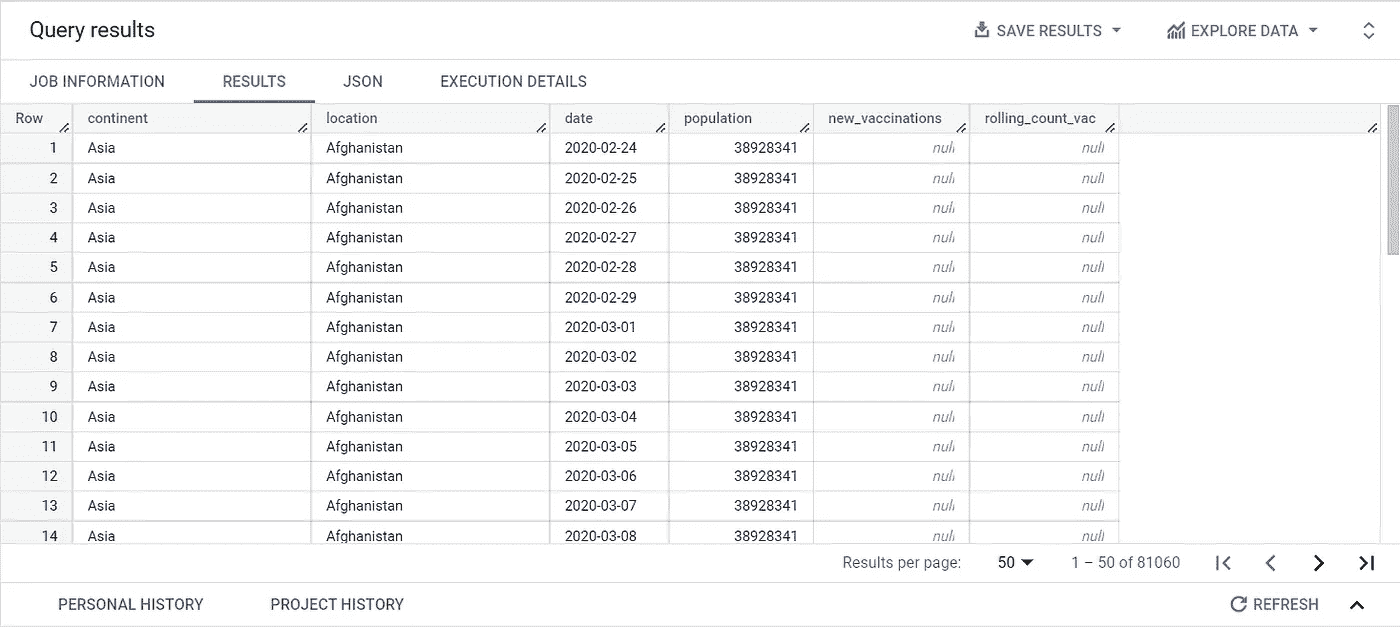 Query results SAVE RESULTS EXPLORE DATA
JOB INFORMATION RESULTS JSON EXECUTION DETAILS
Row continent location date population new_vaccinations rolling_count_vac
1 Asia Afghanistan 2020-02-24 38928341 null null
2 Asia Afghanistan 2020-02-25 38928341 null null
3 Asia Afghanistan 2020-02-26 38928341 null null
4 Asia Afghanistan 2020-02-27 38928341 null null
5 Asia Afghanistan 2020-02-28 38928341 null null
6 Asia Afghanistan 2020-02-29 38928341 null null
7 Asia Afghanistan 2020-03-01 38928341 null null
8 Asia Afghanistan 2020-03-02 38928341 null null
9 Asia Afghanistan 2020-03-03 38928341 null null
10 Asia Afghanistan 2020-03-04 38928341 null null
11 Asia Afghanistan 2020-03-05 38928341 null null
12 Asia Afghanistan 2020-03-06 38928341 null null
13 Asia Afghanistan 2020-03-07 38928341 null null
14 Asia Afghanistan 2020-03-08 38928341 null null
Results per page: 50 1 – 50 of 81060
PERSONAL HISTORY PROJECT HISTORY REFRESH